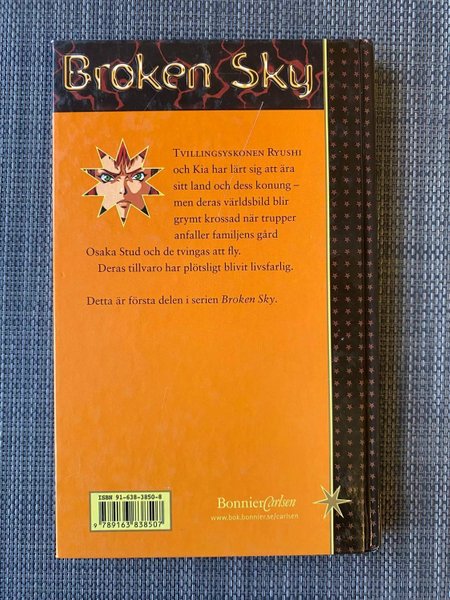 Broken Sky
Tvillingsyskonen Ryushi
och Kia har lärt sig att ära
sitt land och dess konung –
men deras världsbild blir
grymt krossad när trupper
anfaller familjens gård
Osaka Stud och de tvingas att fly.
Deras tillvaro har plötsligt blivit livsfarlig.
Detta är första delen i serien Broken Sky.
ISBN 91-638-3850-8
9 789163 838507
BonnierCarlsen
www.bok.bonnier.se/carlsen